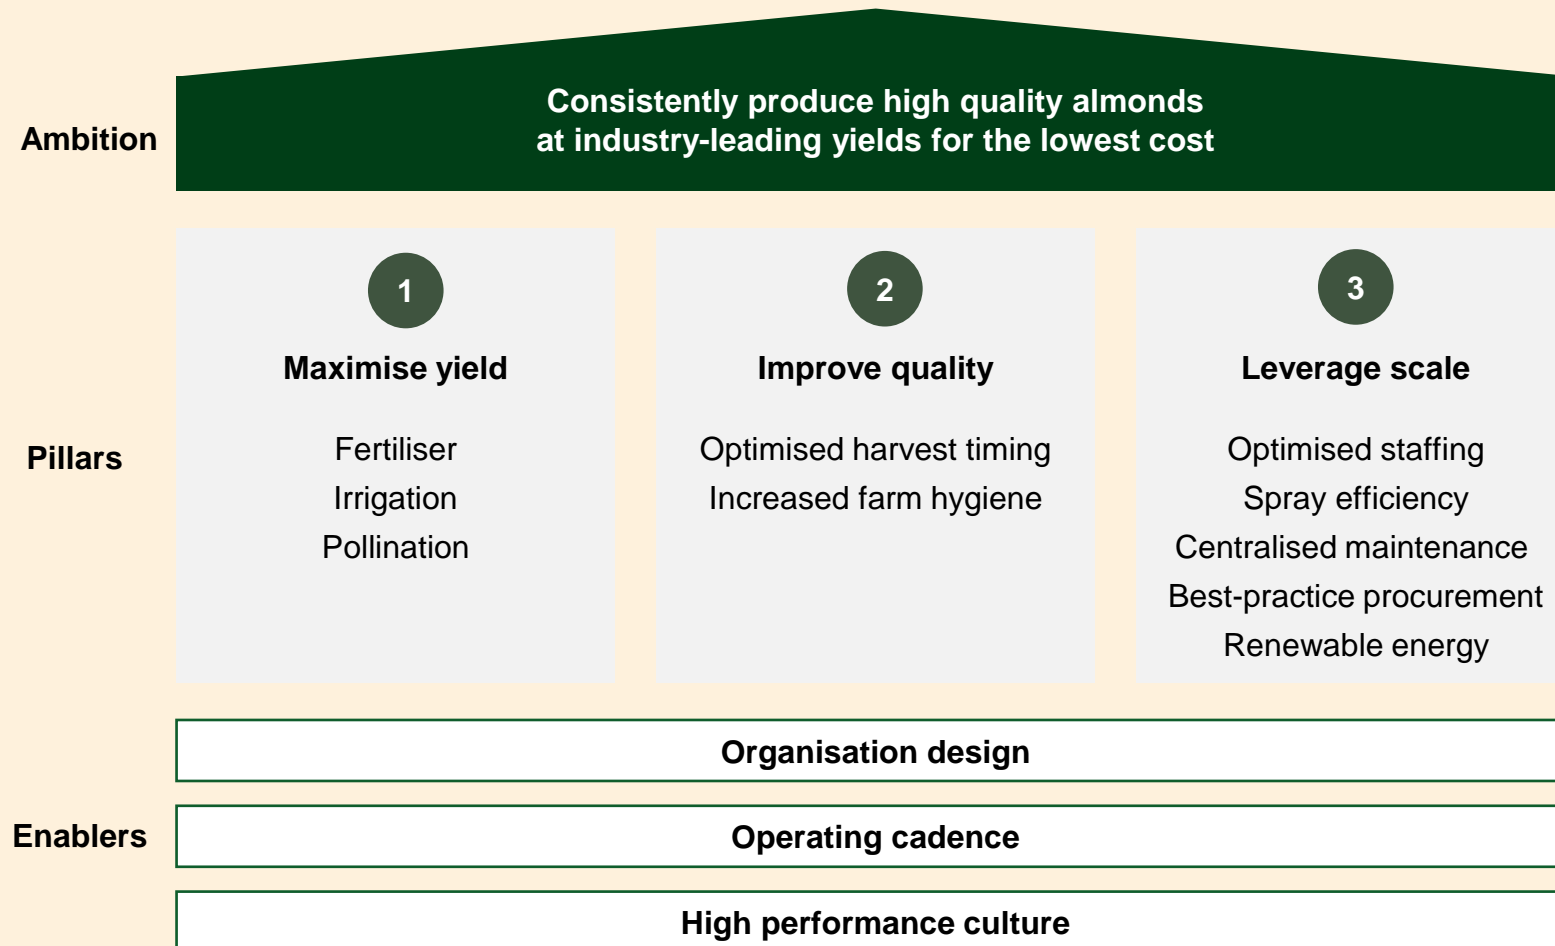 Ambition
Consistently produce high quality almonds
at industry-leading yields for the lowest cost
Pillars
1
Maximise yield
Fertiliser
Irrigation
Pollination
2
Improve quality
Optimised harvest timing
Increased farm hygiene
3
Leverage scale
Optimised staffing
Spray efficiency
Centralised maintenance
Best-practice procurement
Renewable energy
Enablers
Organisation design
Operating cadence
High performance culture